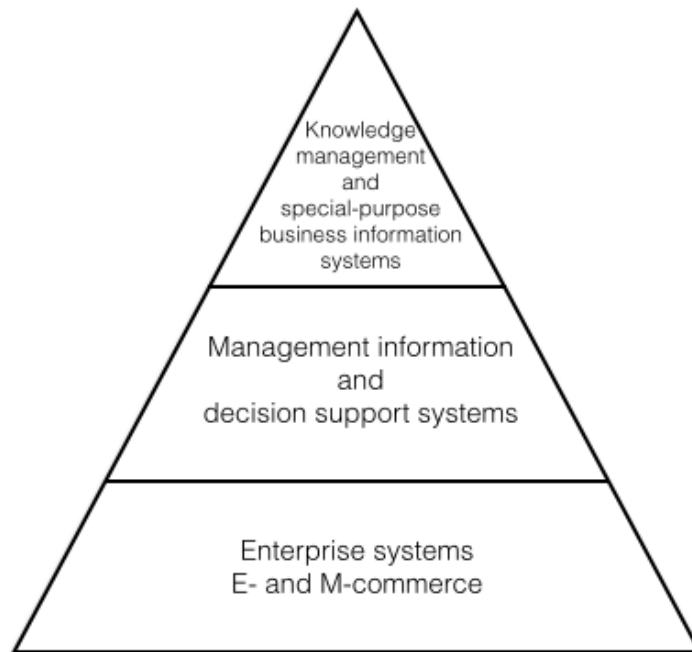 Knowledge
management
and
special-purpose
business information
systems
Management information
and
decision support systems
Enterprise systems
E- and M-commerce